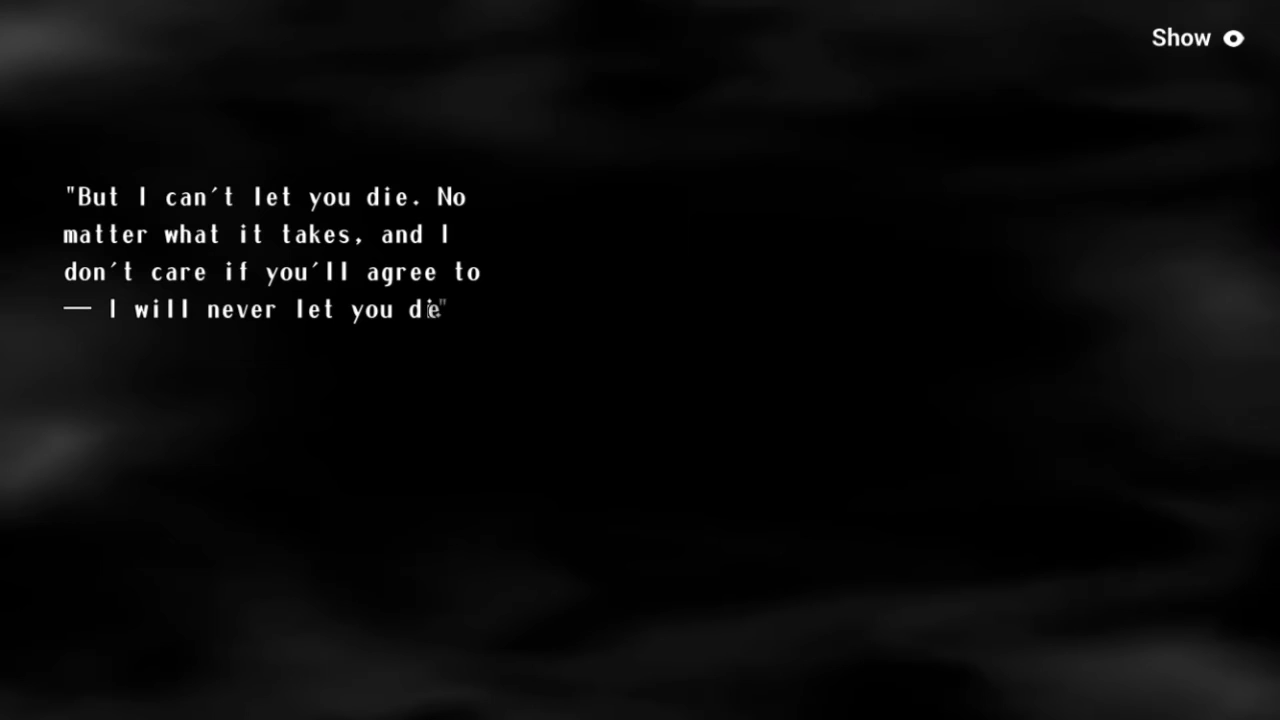 Show
"But I can't let you die. No
matter what it takes, and I
don't care if you'll agree to
— I will never let you die"